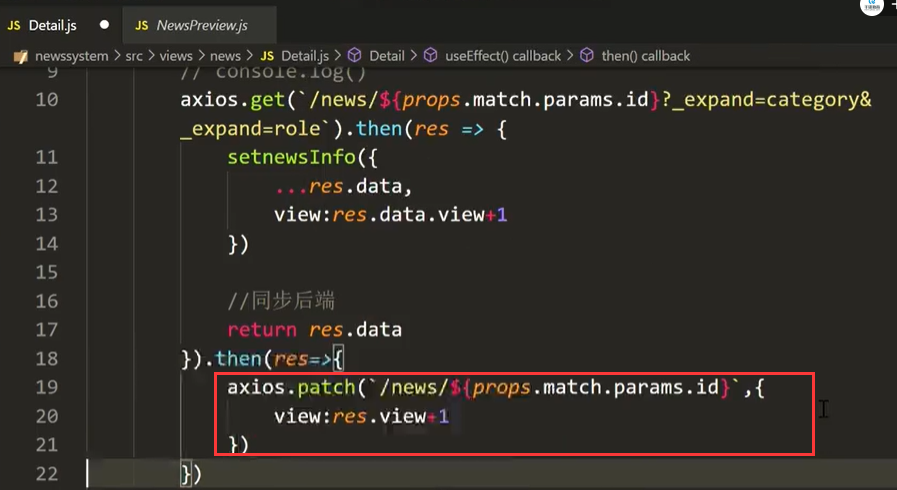 JS Detail.js ● JS NewsPreview.js
newssystem > src > views > news > JS Detail.js > Detail > useEffect() callback > then() callback
9 // console.log()
10 axios.get(`/news/${props.match.params.id}?_expand=category&
_expand=role`).then(res => {
11 setnewsInfo({
12 ...res.data,
13 view:res.data.view+1
14 })
15
16 //同步后端
17 return res.data
18 }).then(res=>{
19 axios.patch(`/news/${props.match.params.id}`,{
20 view:res.view+1
21 })
22 })